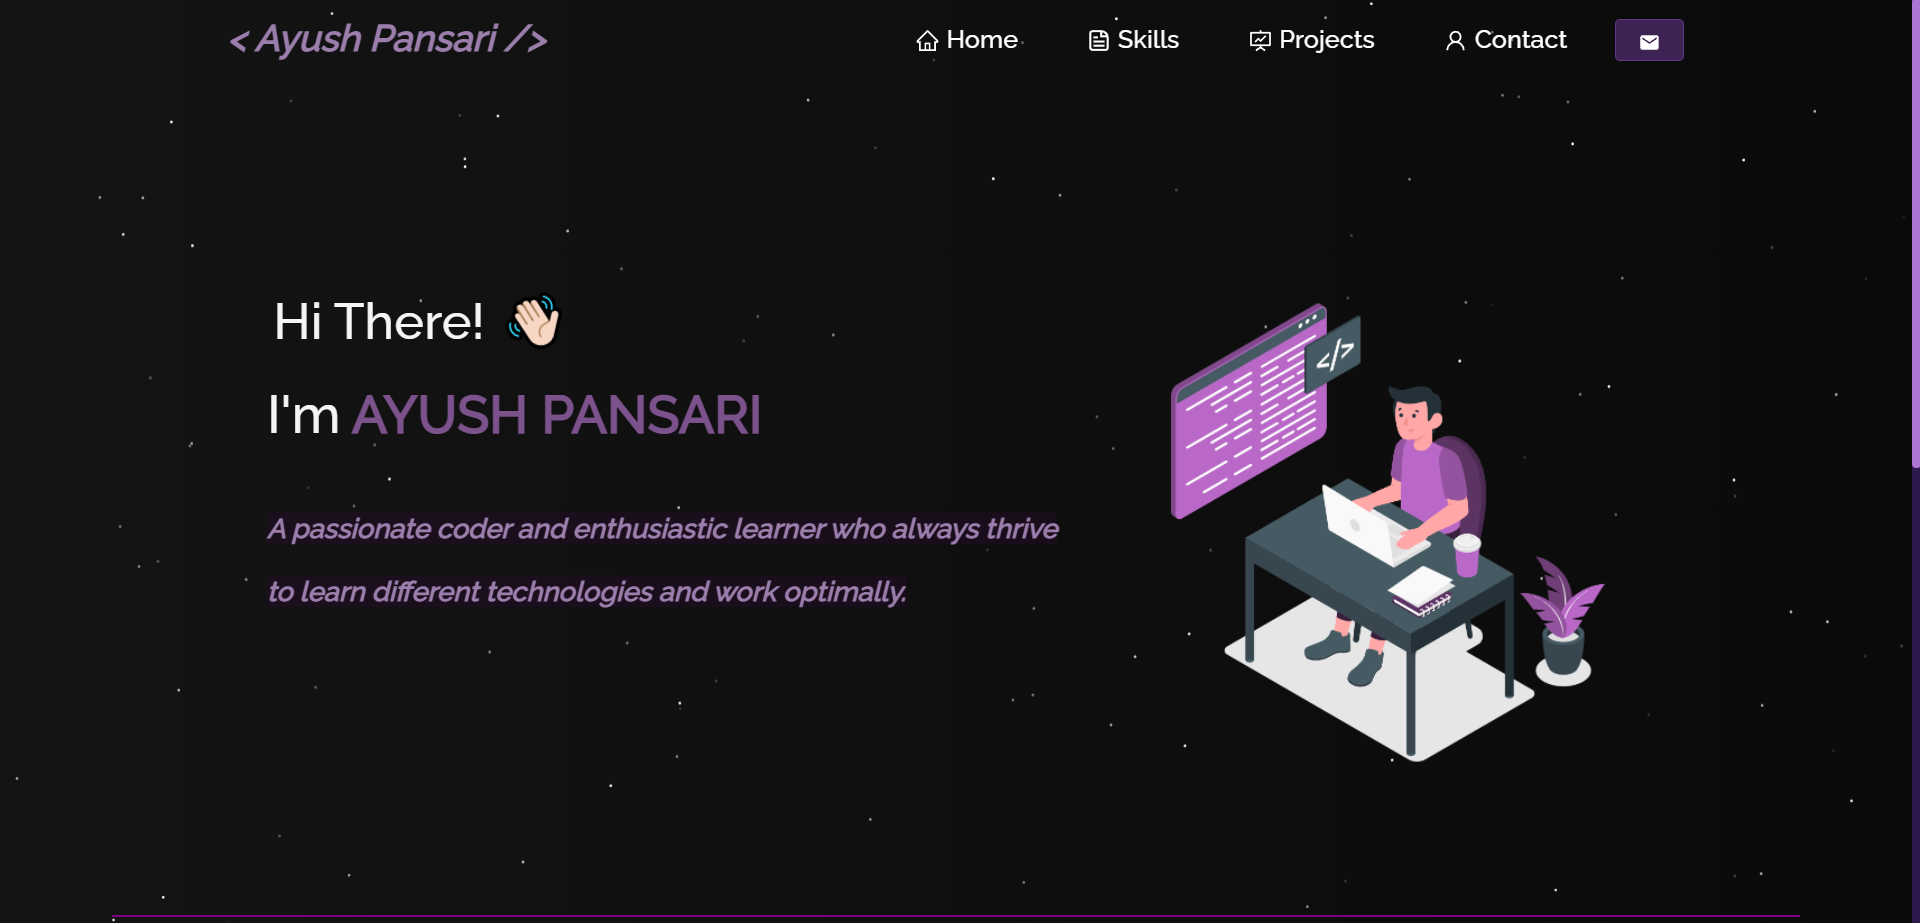 < Ayush Pansari />
Home
Skills
Projects
Contact
Hi There! 👋🏻
I'm AYUSH PANSARI
</>
A passionate coder and enthusiastic learner who always thrive
to learn different technologies and work optimally.